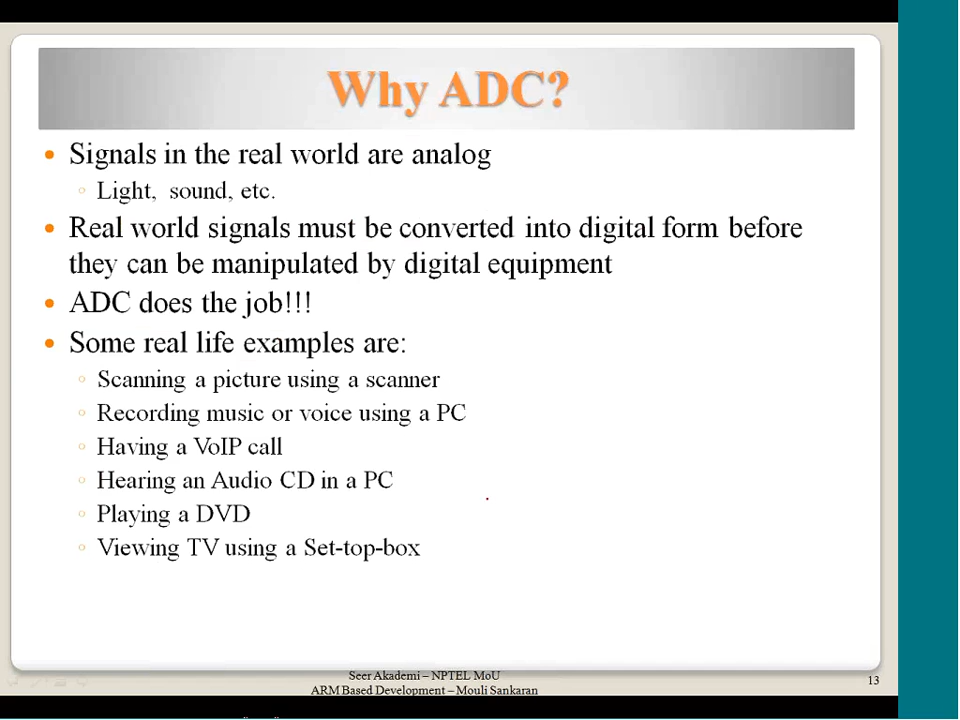 Why ADC?
Signals in the real world are analog
Light, sound, etc.
Real world signals must be converted into digital form before
they can be manipulated by digital equipment
ADC does the job!!!
Some real life examples are:
Scanning a picture using a scanner
Recording music or voice using a PC
Having a VoIP call
Hearing an Audio CD in a PC
Playing a DVD
Viewing TV using a Set-top-box
Seer Akademi – NPTEL MoU
ARM Based Development – Mouli Sankaran
13